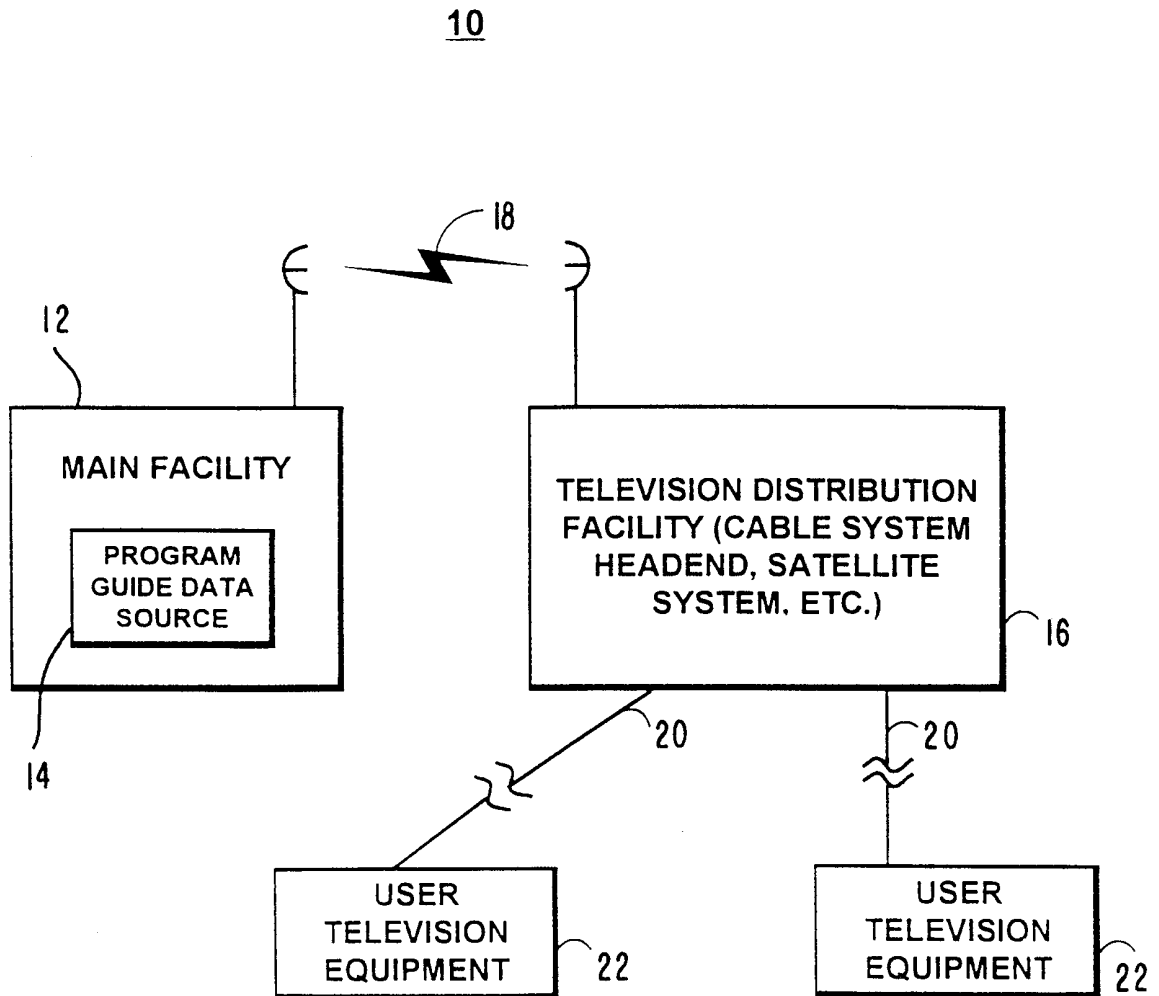 10
18
12
MAIN FACILITY
PROGRAM
GUIDE DATA
SOURCE
14
TELEVISION DISTRIBUTION
FACILITY (CABLE SYSTEM
HEADEND, SATELLITE
SYSTEM, ETC.)
16
20
20
USER
TELEVISION
EQUIPMENT
22
USER
TELEVISION
EQUIPMENT
22